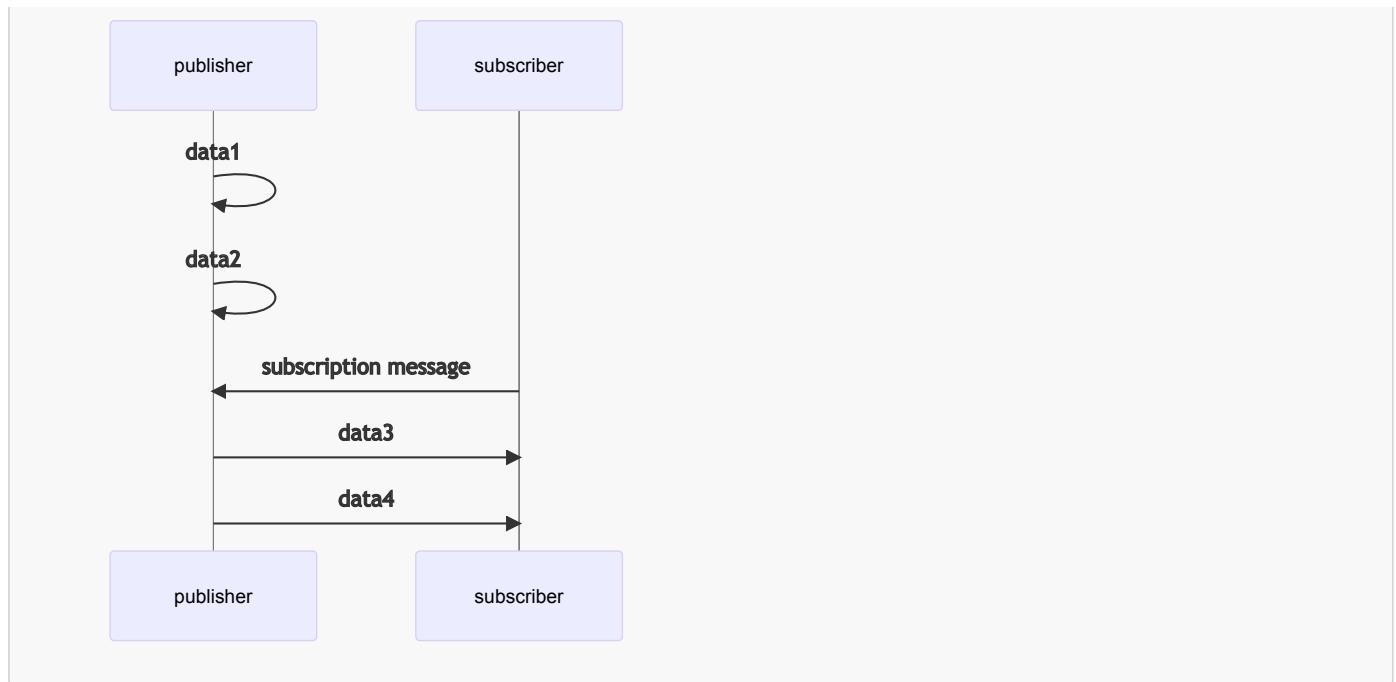 publisher
subscriber
data1
data2
subscription message
data3
data4
publisher
subscriber